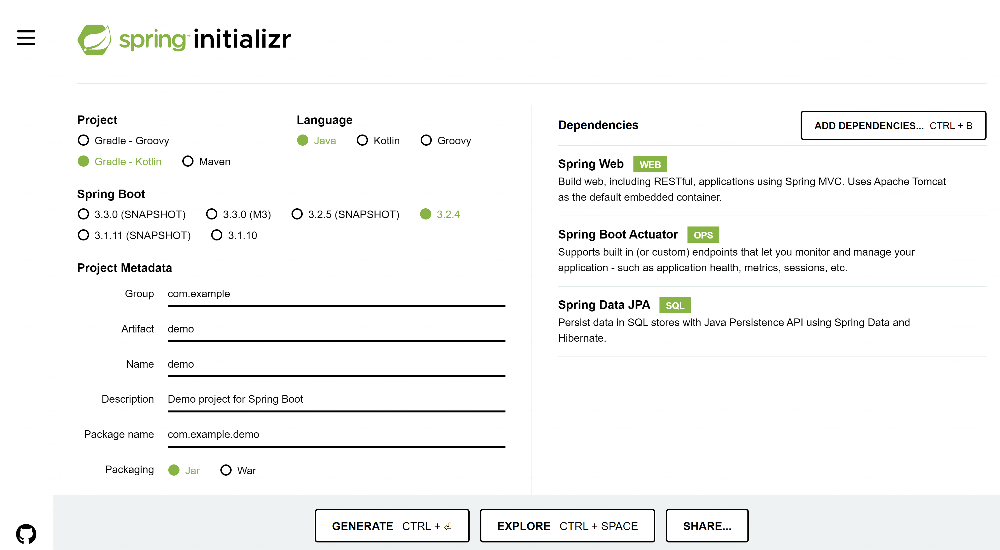 spring® initializr
Project
Gradle - Groovy
Gradle - Kotlin Maven
Language
Java Kotlin Groovy
Spring Boot
3.3.0 (SNAPSHOT) 3.3.0 (M3) 3.2.5 (SNAPSHOT) 3.2.4
3.1.11 (SNAPSHOT) 3.1.10
Project Metadata
Group com.example
Artifact demo
Name demo
Description Demo project for Spring Boot
Package name com.example.demo
Packaging Jar War
Dependencies
ADD DEPENDENCIES... CTRL + B
Spring Web WEB
Build web, including RESTful, applications using Spring MVC. Uses Apache Tomcat
as the default embedded container.
Spring Boot Actuator OPS
Supports built in (or custom) endpoints that let you monitor and manage your
application - such as application health, metrics, sessions, etc.
Spring Data JPA SQL
Persist data in SQL stores with Java Persistence API using Spring Data and
Hibernate.
GENERATE CTRL + ⏎
EXPLORE CTRL + SPACE
SHARE...